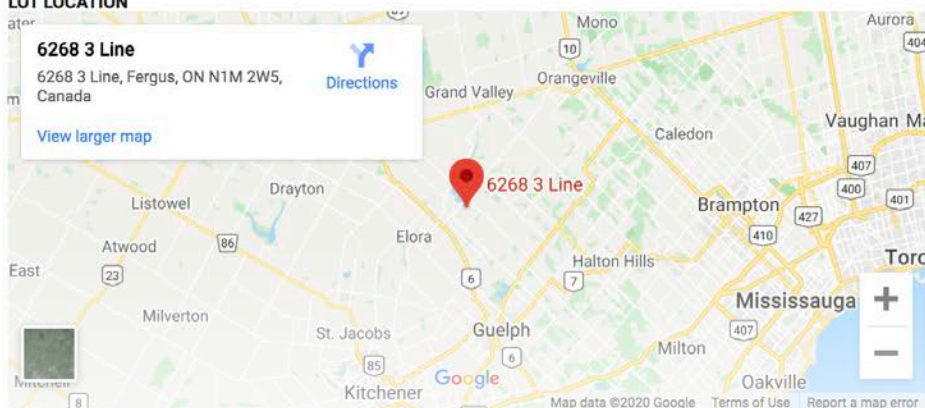 LOT LOCATION
6268 3 Line
6268 3 Line, Fergus, ON N1M 2W5,
Canada
Directions
View larger map
Mono
Aurora
404
10
Orangeville
Grand Valley
Caledon
Vaughan
407
6268 3 Line
400
401
Drayton
Listowel
Brampton
427
410
Elora
Atwood
86
East
23
Halton Hills
6
7
Milverton
Mississauga
+
St. Jacobs
Guelph
407
6
Milton
−
85
Google
Oakville
Kitchener
8
Map data ©2020 Google
Terms of Use
Report a map error